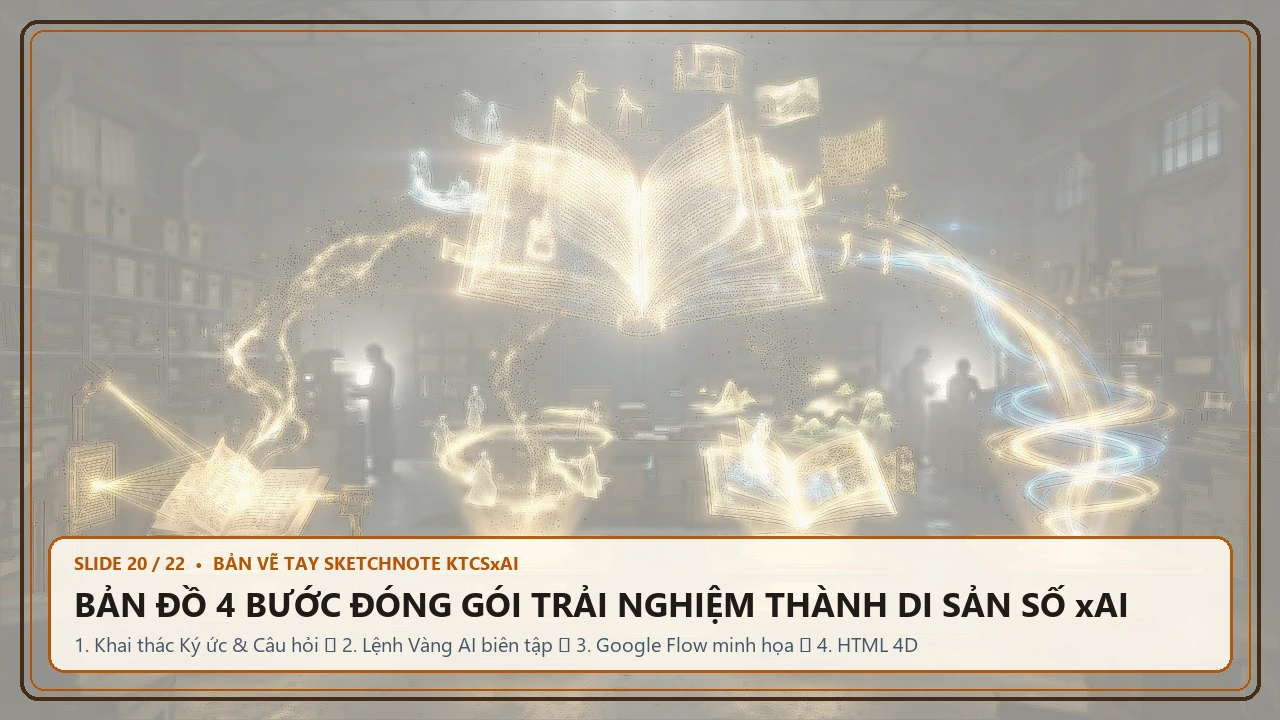 SLIDE 20 / 22 • BẢN VẼ TAY SKETCHNOTE KTCSxAI
BẢN ĐỒ 4 BƯỚC ĐÓNG GÓI TRẢI NGHIỆM THÀNH DI SẢN SỐ xAI
1. Khai thác Ký ức & Câu hỏi ▯ 2. Lệnh Vàng AI biên tập ▯ 3. Google Flow minh họa ▯ 4. HTML 4D